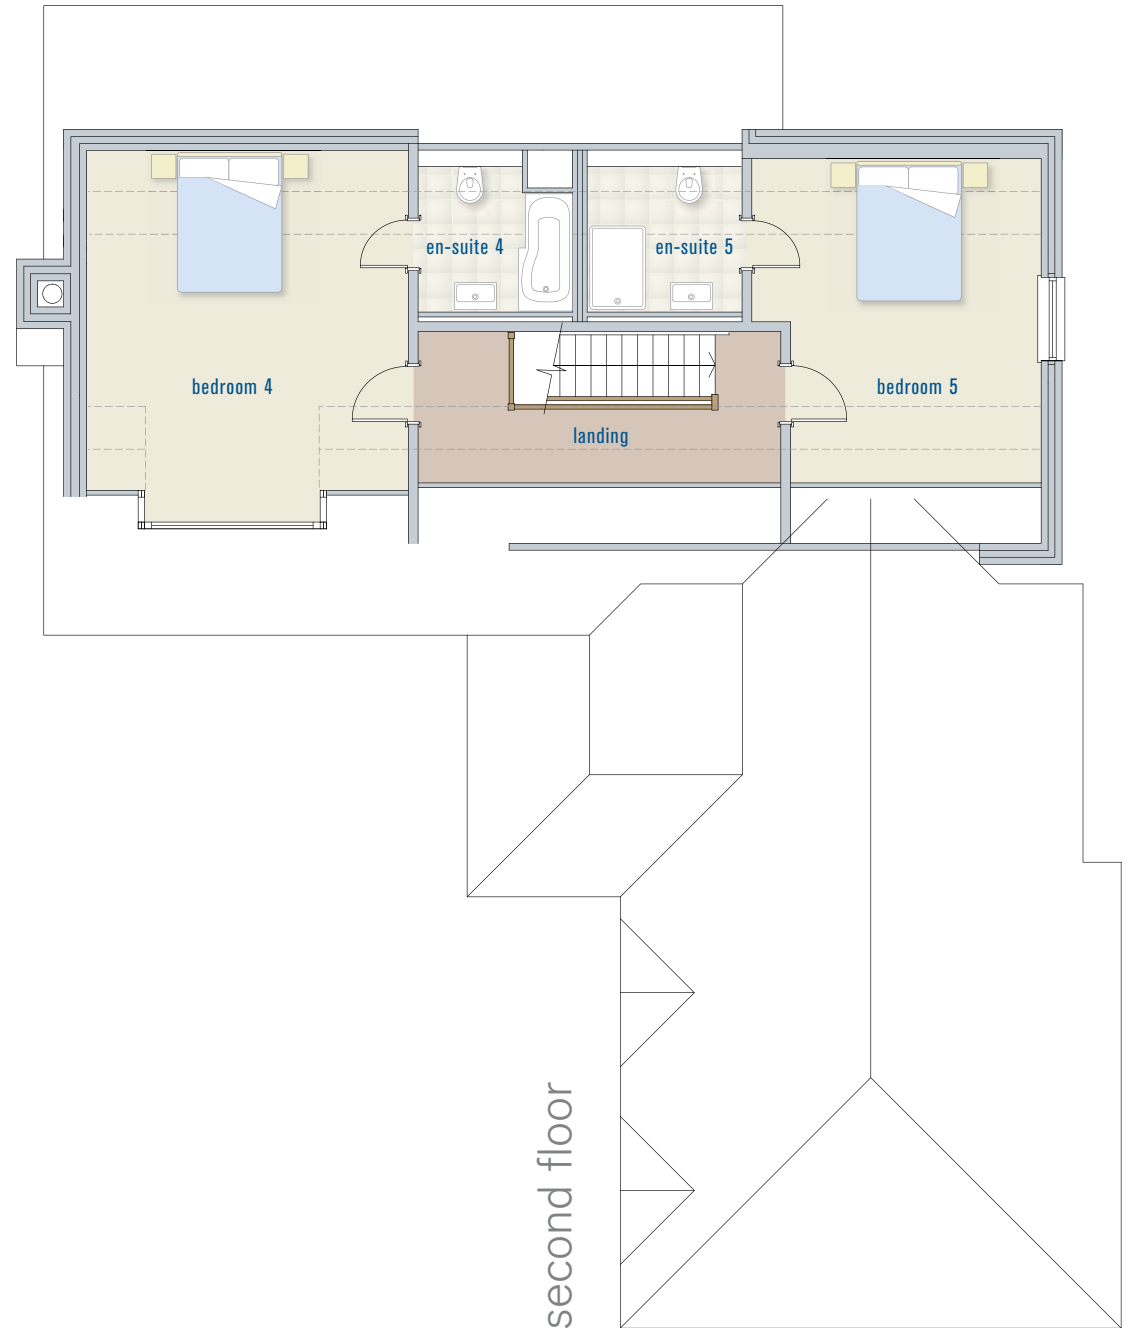 en-suite 4
en-suite 5
bedroom 4
bedroom 5
landing
second floor